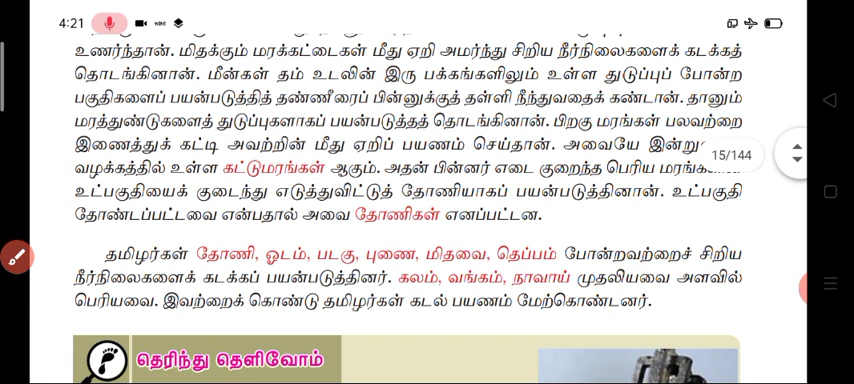 4:21
உணர்ந்தான். மிதக்கும் மரக்கட்டைகள் மீது ஏறி அமர்ந்து சிறிய நீர்நிலைகளைக் கடக்கத்
தொடங்கினான். மீன்கள் தம் உடலின் இரு பக்கங்களிலும் உள்ள துடுப்புப் போன்ற
பகுதிகளைப் பயன்படுத்தித் தண்ணீரைப் பின்னுக்குத் தள்ளி நீந்துவதைக் கண்டான். தானும்
மரத்துண்டுகளைத் துடுப்புகளாகப் பயன்படுத்தத் தொடங்கினான். பிறகு மரங்கள் பலவற்றை
இணைத்துக் கட்டி அவற்றின் மீது ஏறிப் பயணம் செய்தான். அவையே
15/144
வழக்கத்தில் உள்ள கட்டுமரங்கள் ஆகும். அதன் பின்னர் எடை குறைந்த பெரிய
உட்பகுதியைக் குடைந்து எடுத்துவிட்டுத் தோணியாகப் பயன்படுத்தினான். உட்பகுதி
தோண்டப்பட்டவை என்பதால் அவை தோணிகள் எனப்பட்டன.
தமிழர்கள் தோணி, ஓடம், படகு, புணை, மிதவை, தெப்பம் போன்றவற்றைச் சிறிய
நீர்நிலைகளைக் கடக்கப் பயன்படுத்தினர். கலம், வங்கம், நாவாய் முதலியவை அளவில்
பெரியவை. இவற்றைக் கொண்டு தமிழர்கள் கடல் பயணம் மேற்கொண்டனர்.
தெரிந்து தெளிவோம்